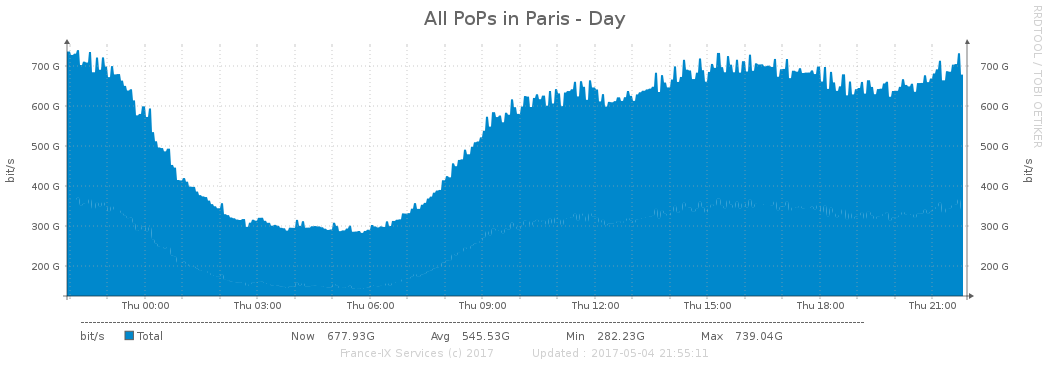 All PoPs in Paris - Day
RRDTOOL / TOBI OETIKER
bit/s
700 G
600 G
500 G
400 G
300 G
200 G
700 G
600 G
500 G
400 G
300 G
200 G
bit/s
Thu 00:00 Thu 03:00 Thu 06:00 Thu 09:00 Thu 12:00 Thu 15:00 Thu 18:00 Thu 21:00
bit/s Total Now 677.93G Avg 545.53G Min 282.23G Max 739.04G
France-IX Services (c) 2017 Updated : 2017-05-04 21:55:11